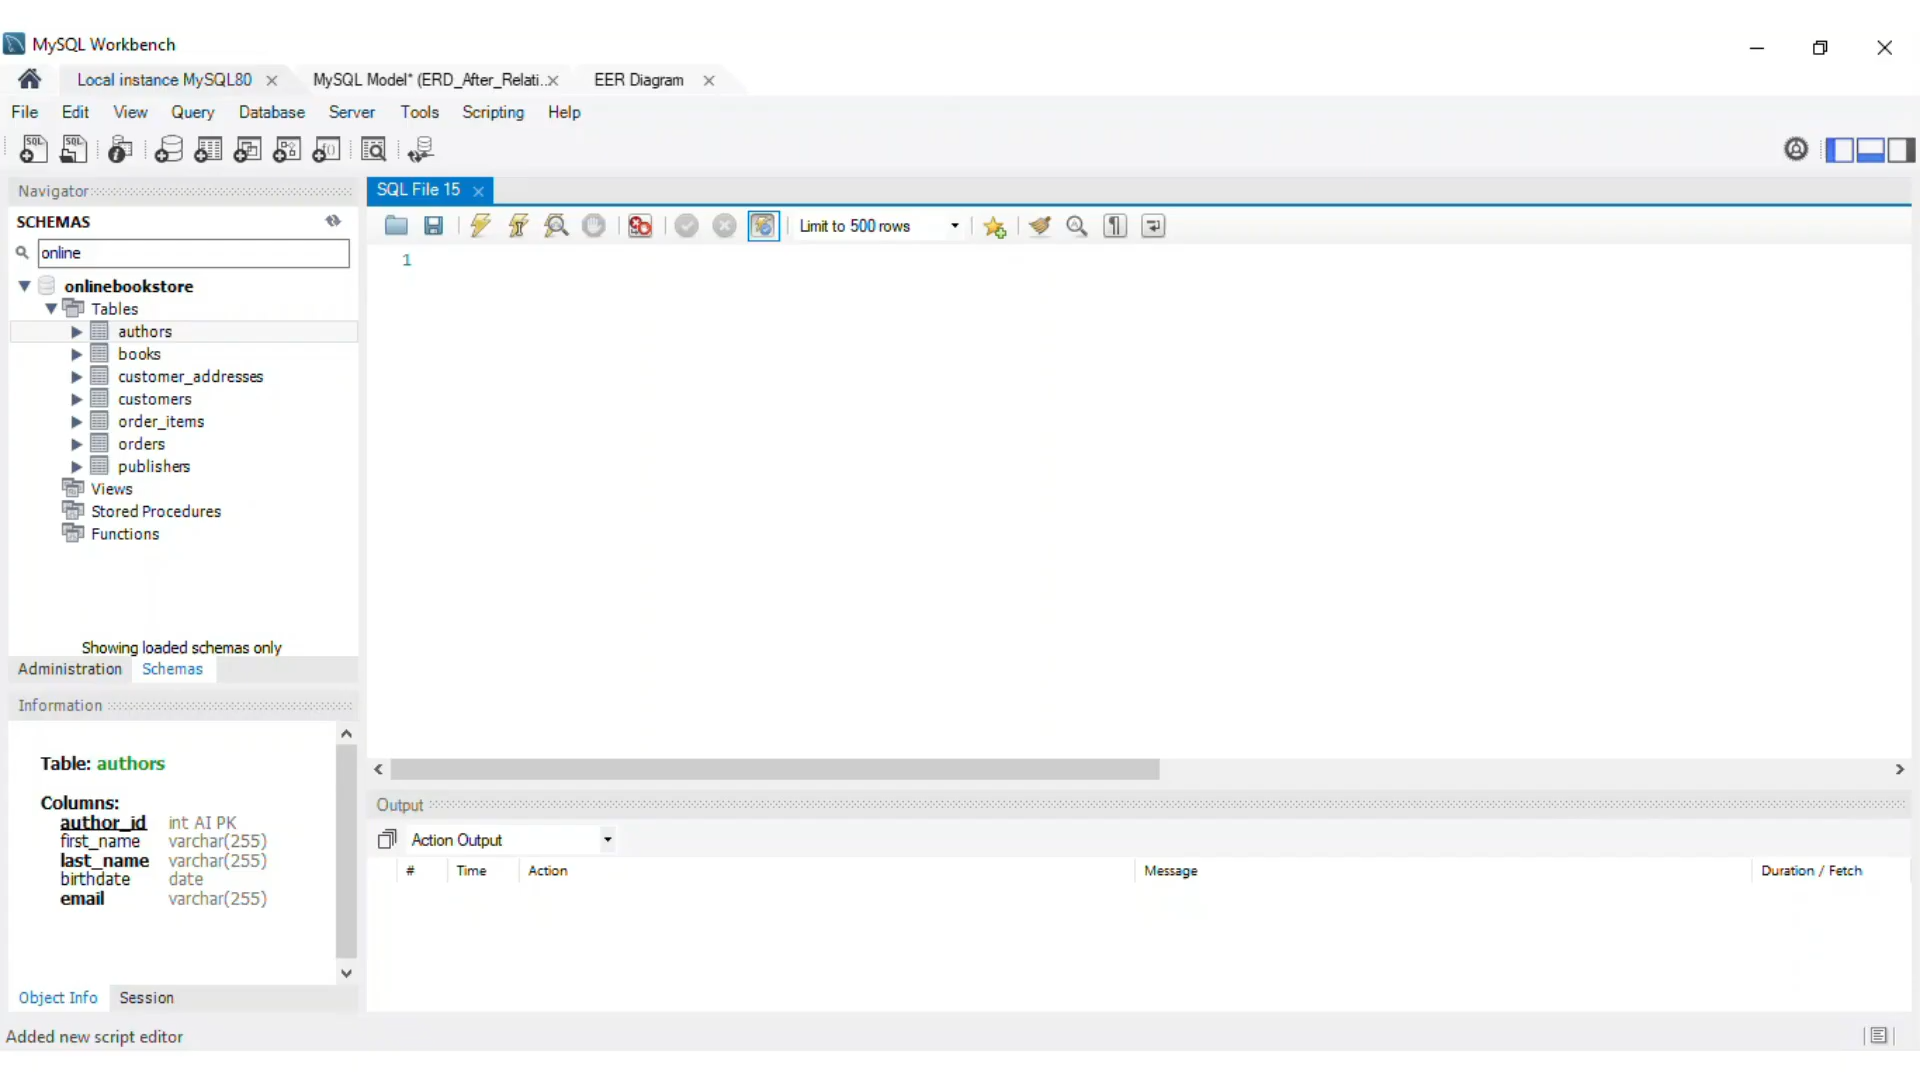 MySQL Workbench
Local instance MySQL80
MySQL Model* (ERD_After_Relati..
EER Diagram
File Edit View Query Database Server Tools Scripting Help
Navigator
SQL File 15
SCHEMAS
Limit to 500 rows
online
1
onlinebookstore
Tables
authors
books
customer_addresses
customers
order_items
orders
publishers
Views
Stored Procedures
Functions
Showing loaded schemas only
Administration Schemas
Information
Table: authors
Columns:
author_id int AI PK
first_name varchar(255)
last_name varchar(255)
birthdate date
email varchar(255)
Object Info Session
Output
Action Output
# Time Action Message Duration / Fetch
Added new script editor